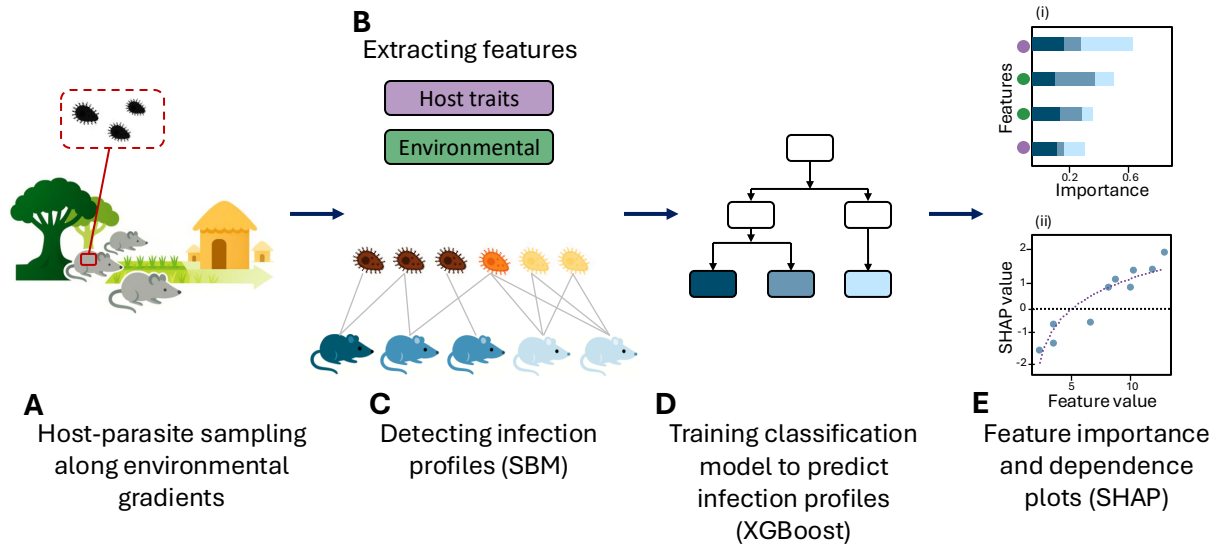 B
Extracting features
Host traits
Environmental
A
Host-parasite sampling
along environmental
gradients
C
Detecting infection
profiles (SBM)
D
Training classification
model to predict
infection profiles
(XGBoost)
(i)
Features
0.2
0.6
Importance
(ii)
SHAP value
2
1
0
-1
-2
5
10
Feature value
E
Feature importance
and dependence
plots (SHAP)